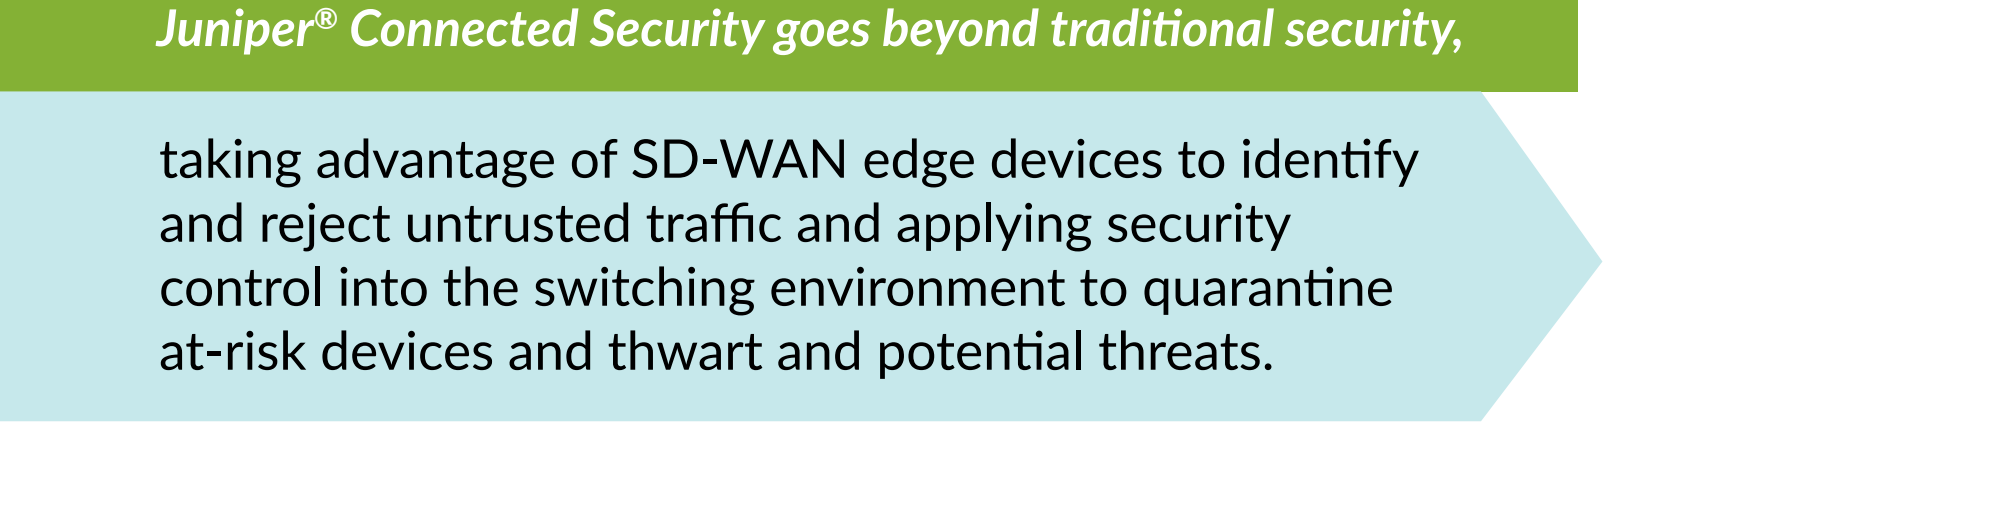 Juniper® Connected Security goes beyond traditional security,
taking advantage of SD-WAN edge devices to identify
and reject untrusted traffic and applying security
control into the switching environment to quarantine
at-risk devices and thwart and potential threats.